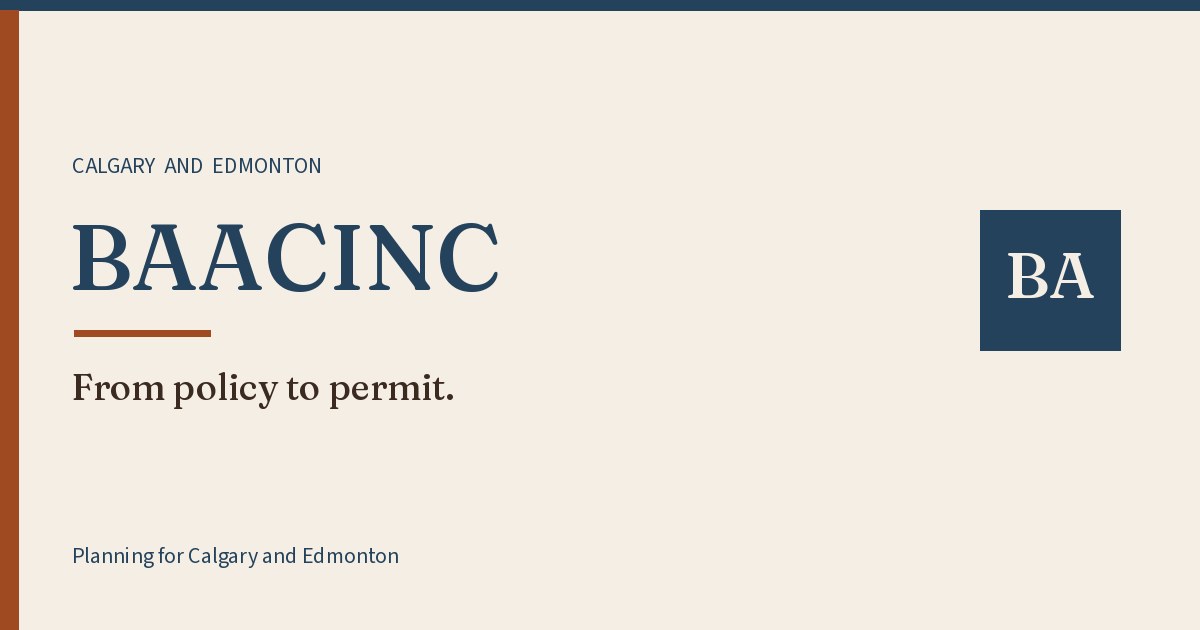 CALGARY AND EDMONTON
BAACINC
BA
From policy to permit.
Planning for Calgary and Edmonton